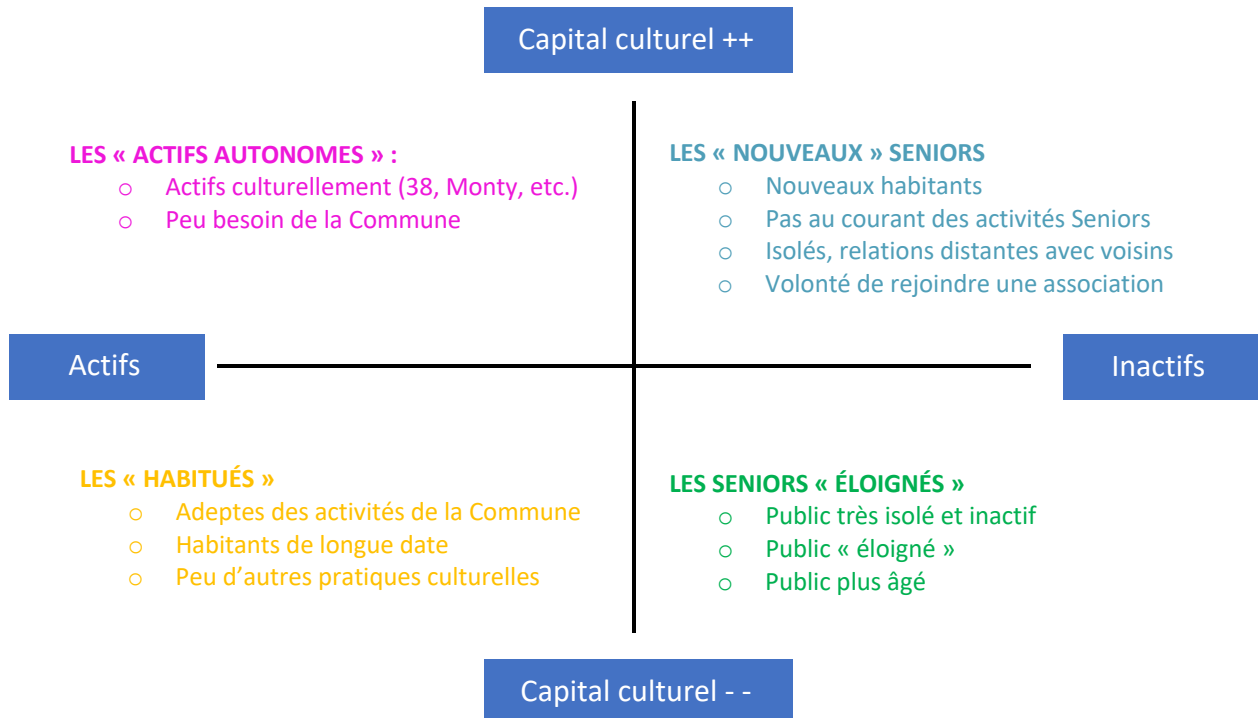 Capital culturel ++
LES « ACTIFS AUTONOMES » :
o Actifs culturellement (38, Monty, etc.)
o Peu besoin de la Commune
LES « NOUVEAUX » SENIORS
o Nouveaux habitants
o Pas au courant des activités Seniors
o Isolés, relations distantes avec voisins
o Volonté de rejoindre une association
Actifs
Inactifs
LES « HABITUÉS »
o Adeptes des activités de la Commune
o Habitants de longue date
o Peu d’autres pratiques culturelles
LES SENIORS « ÉLOIGNÉS »
o Public très isolé et inactif
o Public « éloigné »
o Public plus âgé
Capital culturel - -